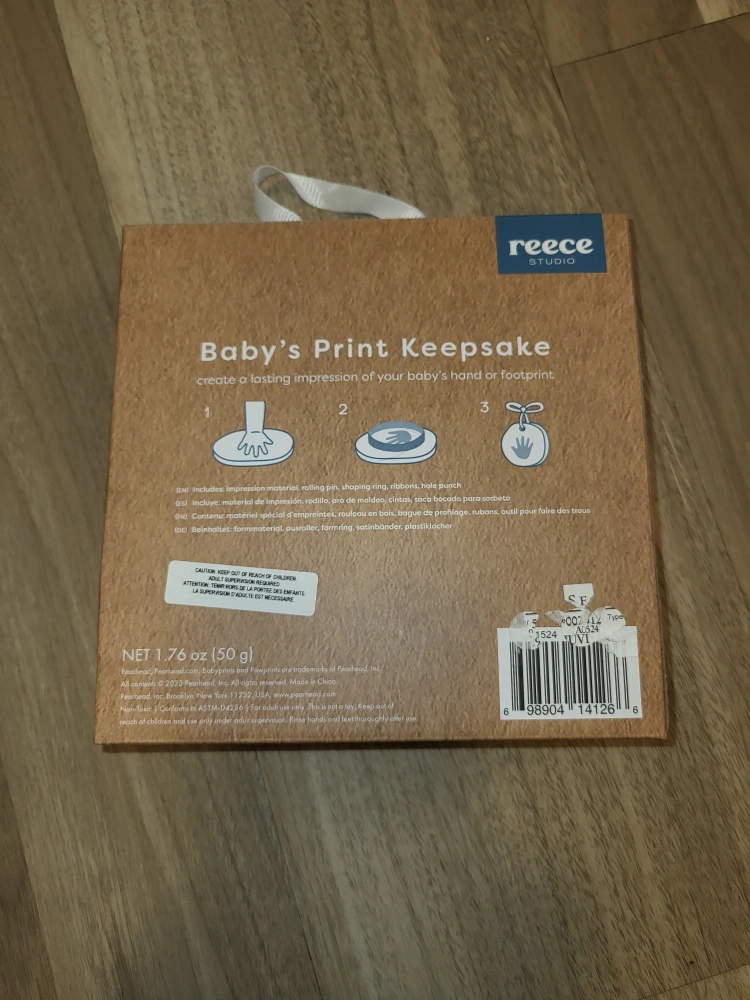 reece
STUDIO
Baby's Print Keepsake
create a lasting impression of your baby's hand or footprint
1
2
3
(EN) Includes: impression material, rolling pin, shaping ring, ribbons, hole punch
(ES) Incluye: material de impresión, rodillo, aro de moldeo, cintas, saca bocado para sorbeto
(FR) Contenu: matériel spécial d'empreintes, rouleau en bois, bague de profilage, rubans, outil pour faire des trous
(DE) Beinhaltet: formmaterial, ausroller, formring, satinbänder, plastiklocher
CAUTION: KEEP OUT OF REACH OF CHILDREN.
ADULT SUPERVISION REQUIRED.
ATTENTION: TENIR HORS DE LA PORTÉE DES ENFANTS.
LA SUPERVISION D'ADULTE EST NÉCESSAIRE
NET 1.76 oz (50 g)
Pearhead, Pearhead.com, Babyprints and Pawprints are trademarks of Pearhead, Inc.
All contents © 2023 Pearhead, Inc. All rights reserved. Made in China.
Pearhead, Inc. Brooklyn, New York 11232, USA, www.pearhead.com
Non-Toxic | Conforms to ASTM-D4236 | For adult use only. This is not a toy. Keep out of
reach of children and use only under adult supervision. Rinse hands and feet thoroughly after use.
S E
Type
1524
6 98904 14126 6